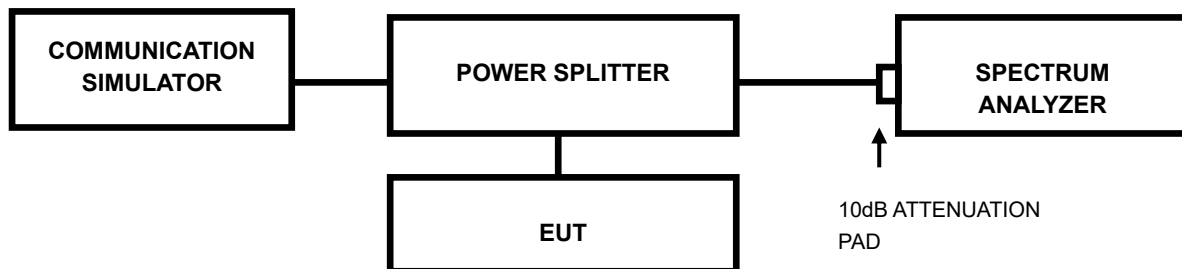 COMMUNICATION
SIMULATOR
POWER SPLITTER
SPECTRUM
ANALYZER
EUT
10dB ATTENUATION
PAD